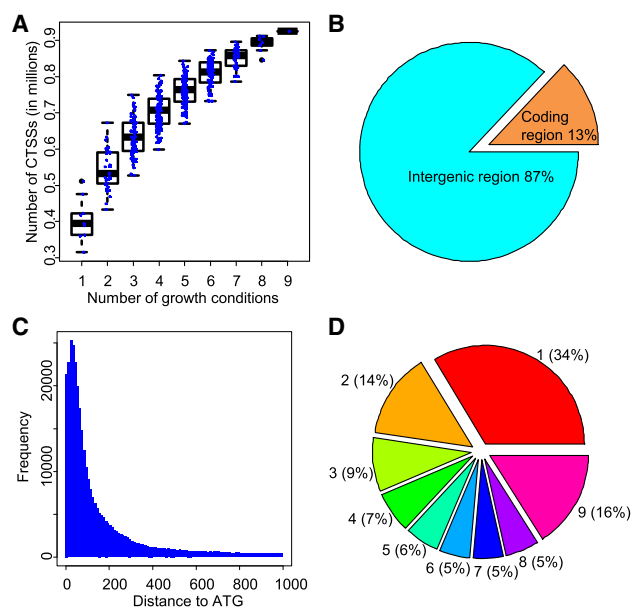 A
Number of CTSSs (in millions)
0.3 0.4 0.5 0.6 0.7 0.8 0.9
1 2 3 4 5 6 7 8 9
Number of growth conditions
B
Coding
region 13%
Intergenic region 87%
C
Frequency
0 10000 20000
0 200 400 600 800 1000
Distance to ATG
D
1 (34%)
2 (14%)
3 (9%)
4 (7%)
5 (6%)
6 (5%)
7 (5%)
8 (5%)
9 (16%)